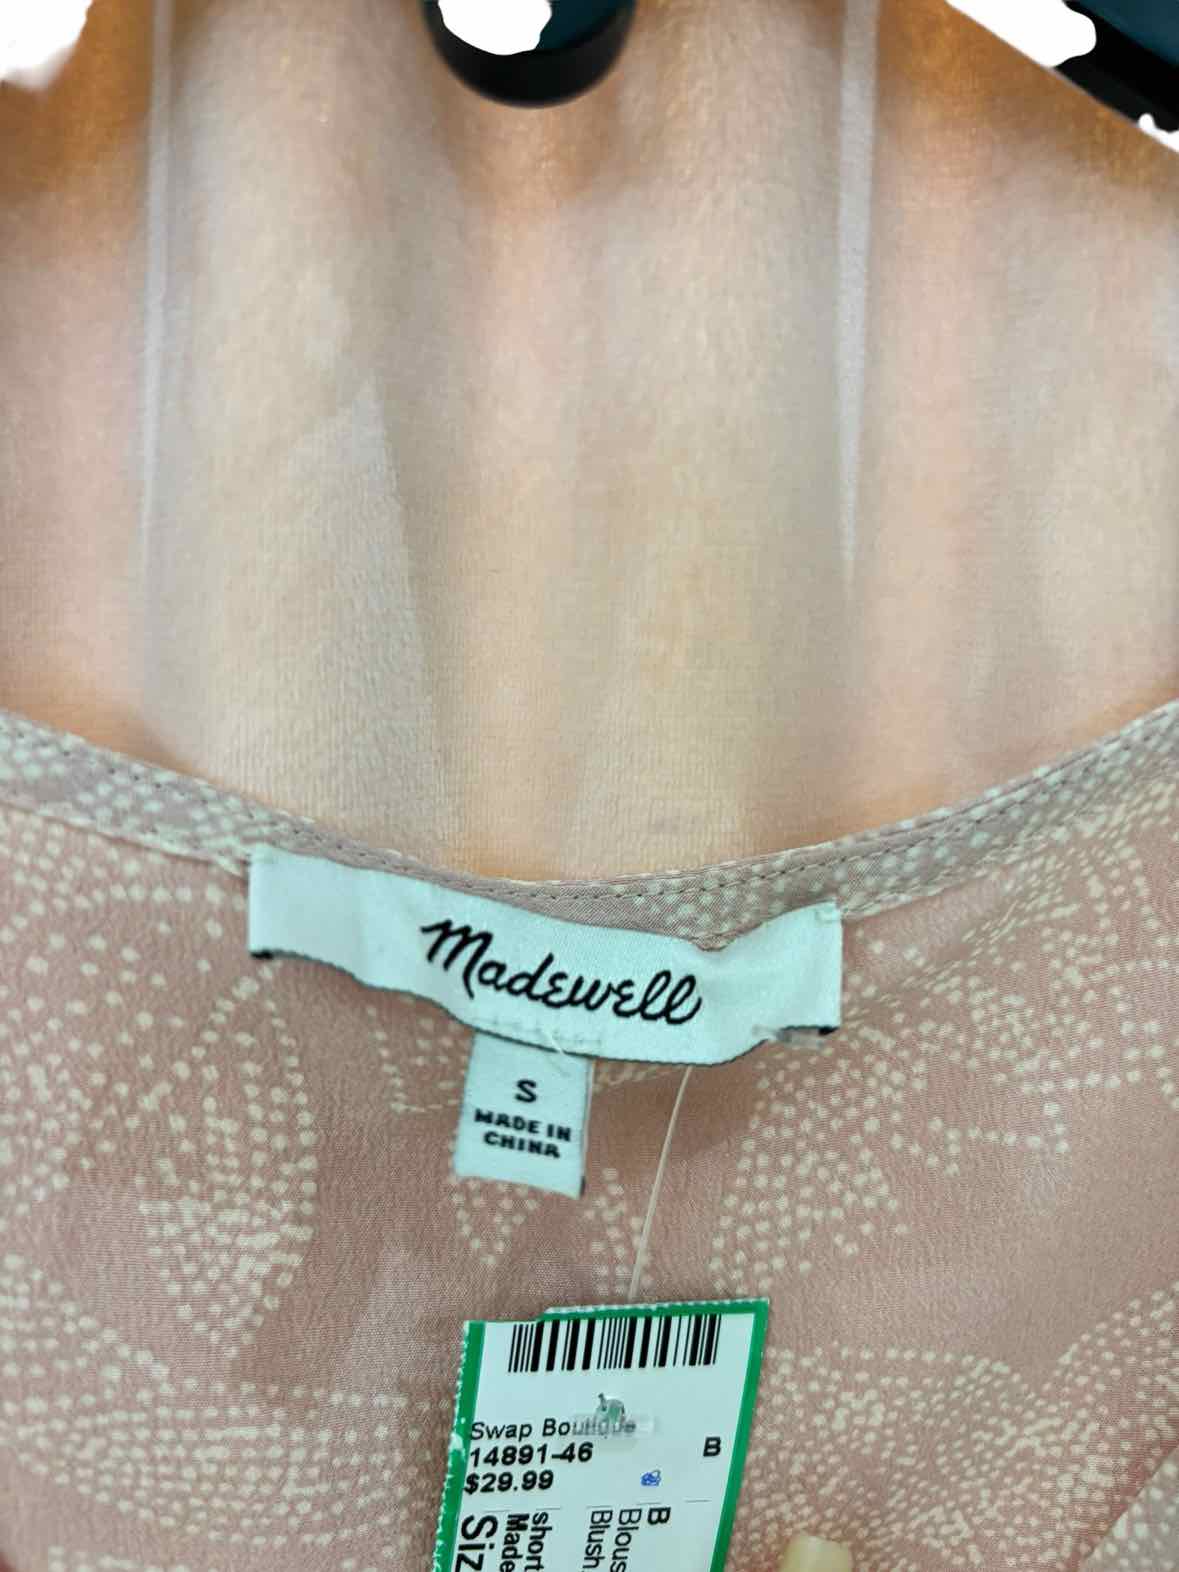 Madewell
S
MADE IN
CHINA
Swap Boutique
14891-46
B
$29.99
B
Blous
Blush,
short
Made
Siz